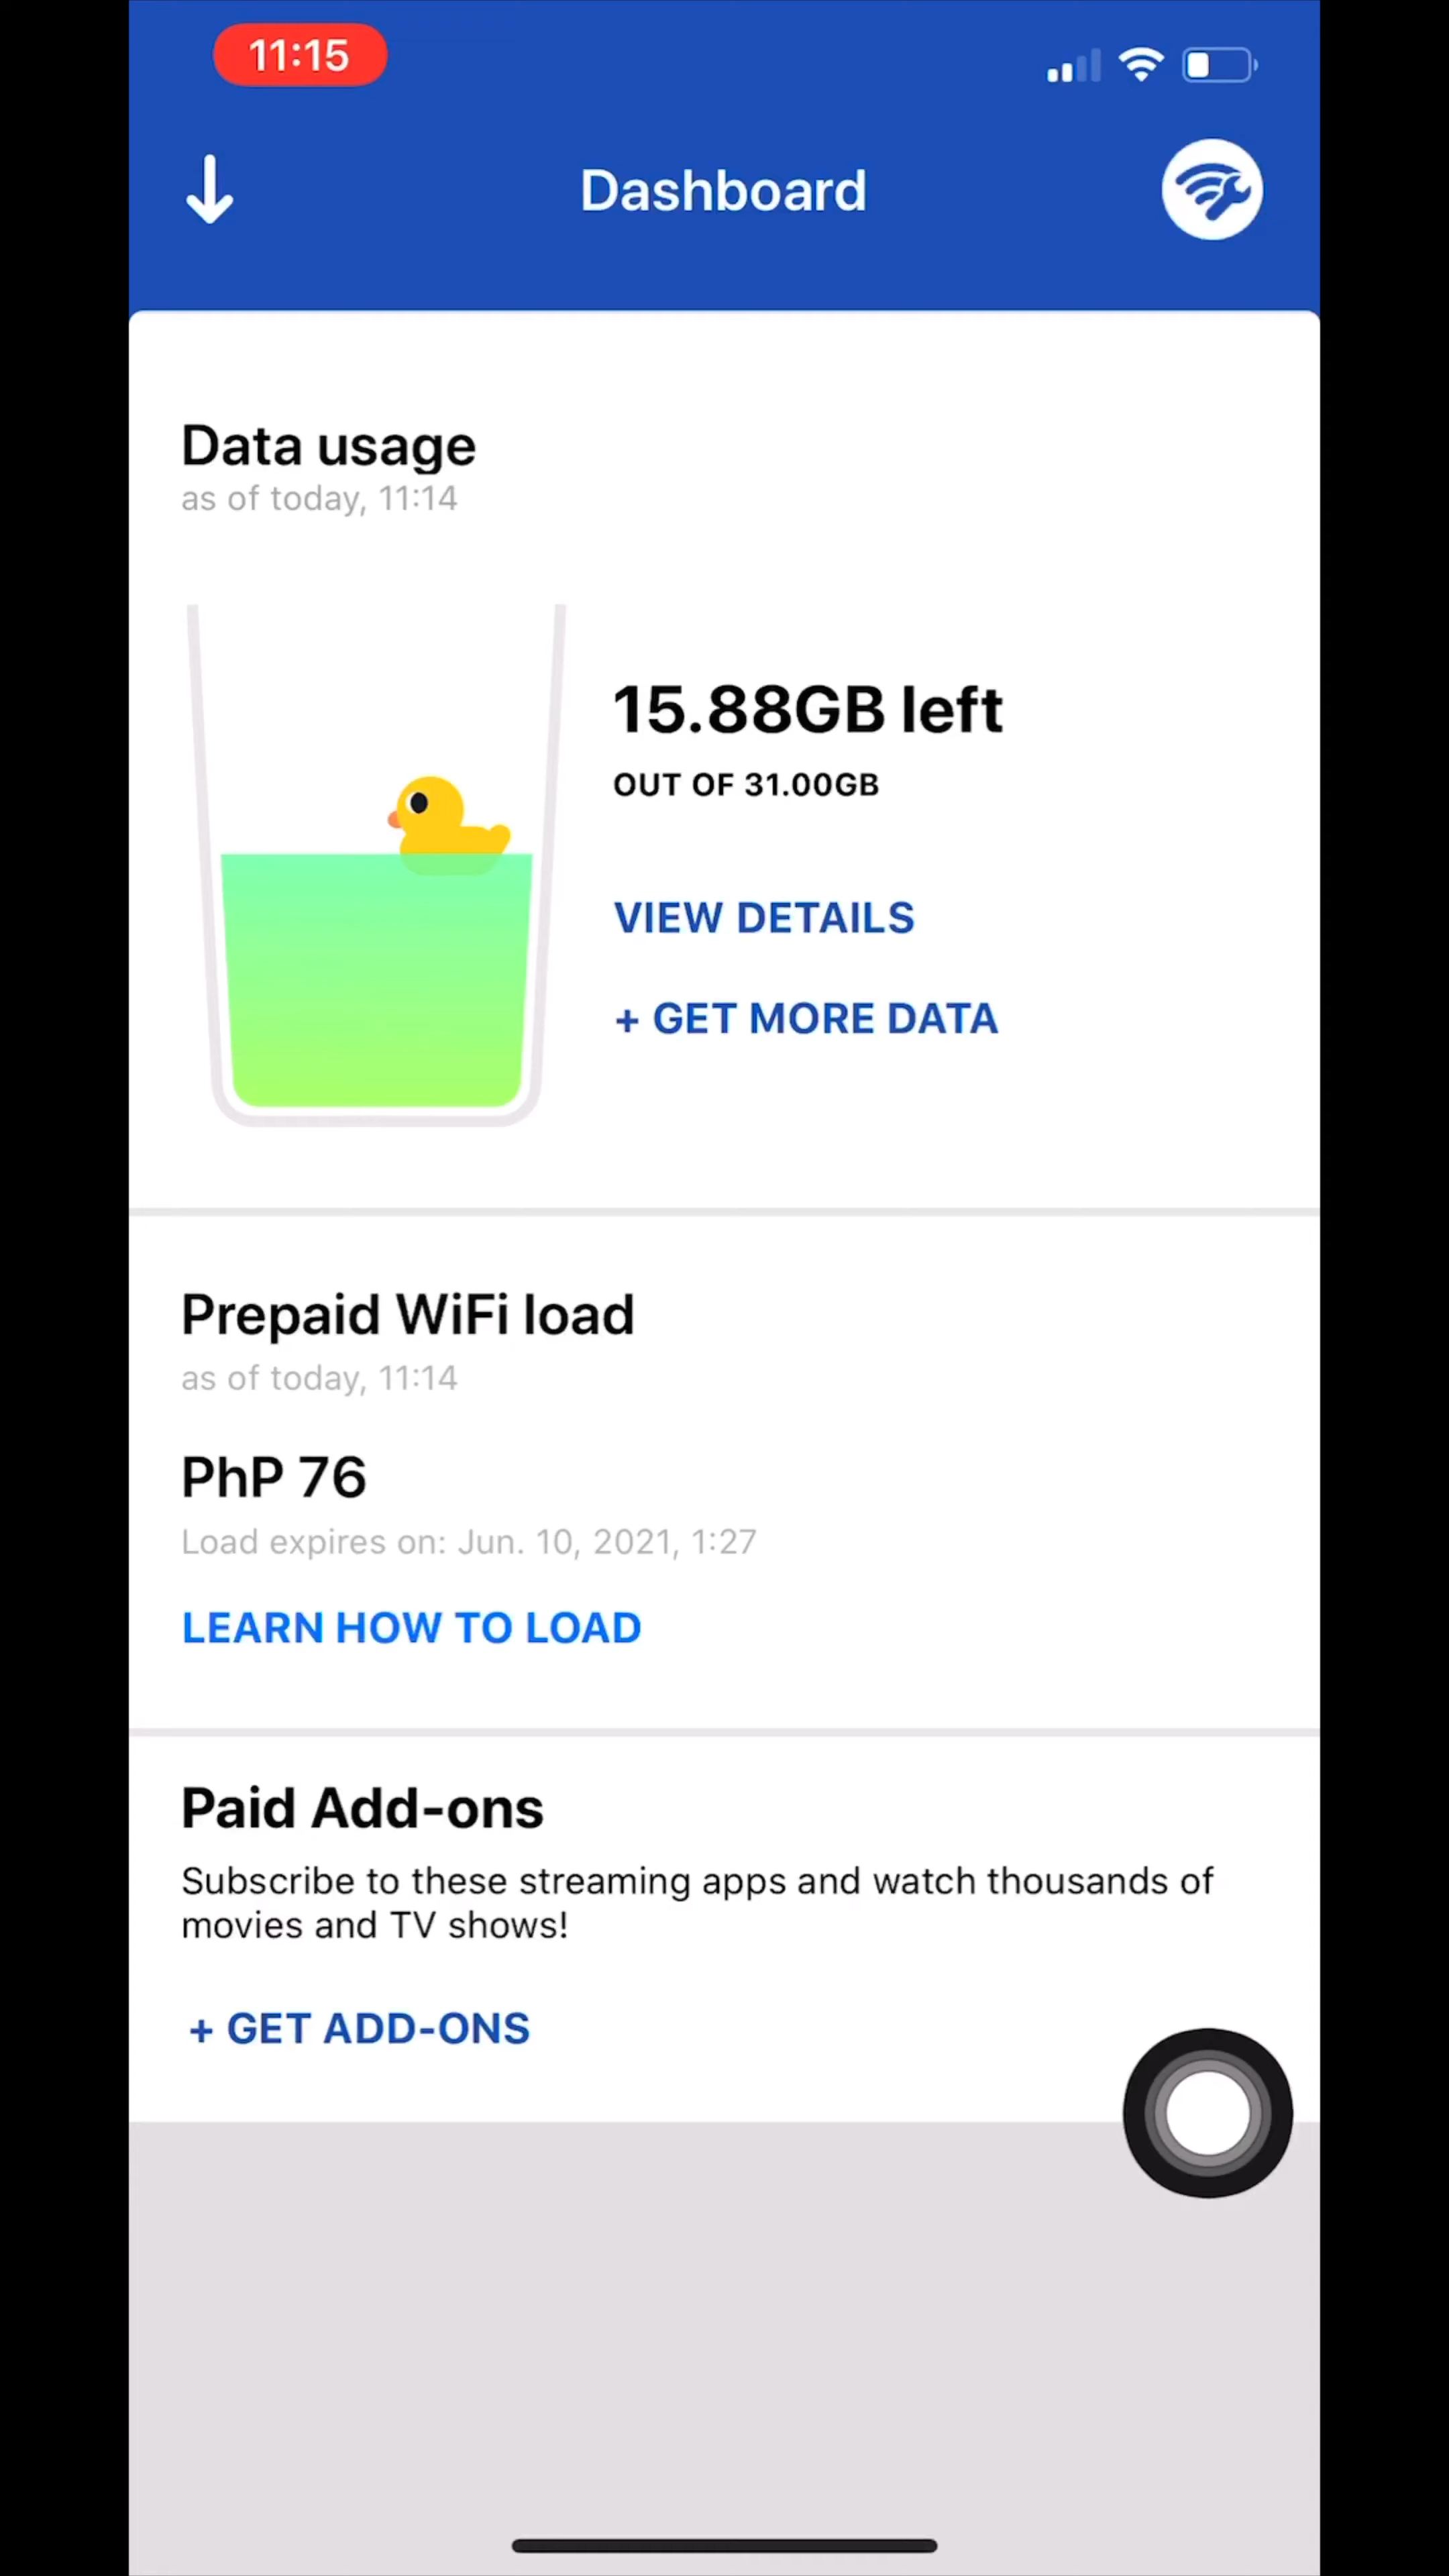 11:15
Dashboard
Data usage
as of today, 11:14
15.88GB left
OUT OF 31.00GB
VIEW DETAILS
+ GET MORE DATA
Prepaid WiFi load
as of today, 11:14
PhP 76
Load expires on: Jun. 10, 2021, 1:27
LEARN HOW TO LOAD
Paid Add-ons
Subscribe to these streaming apps and watch thousands of
movies and TV shows!
+ GET ADD-ONS